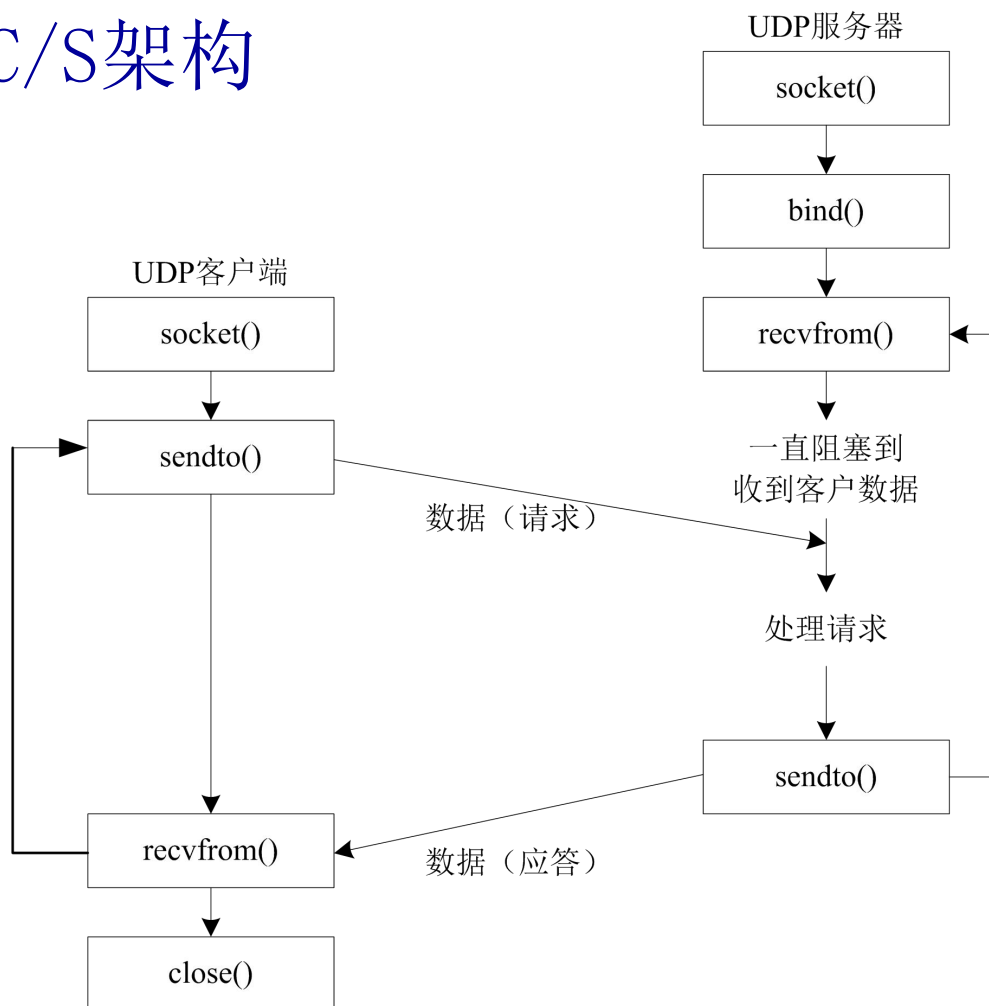 C/S架构
UDP服务器
socket()
bind()
recvfrom()
一直阻塞到
收到客户数据
处理请求
sendto()
UDP客户端
socket()
sendto()
数据（请求）
recvfrom()
数据（应答）
close()